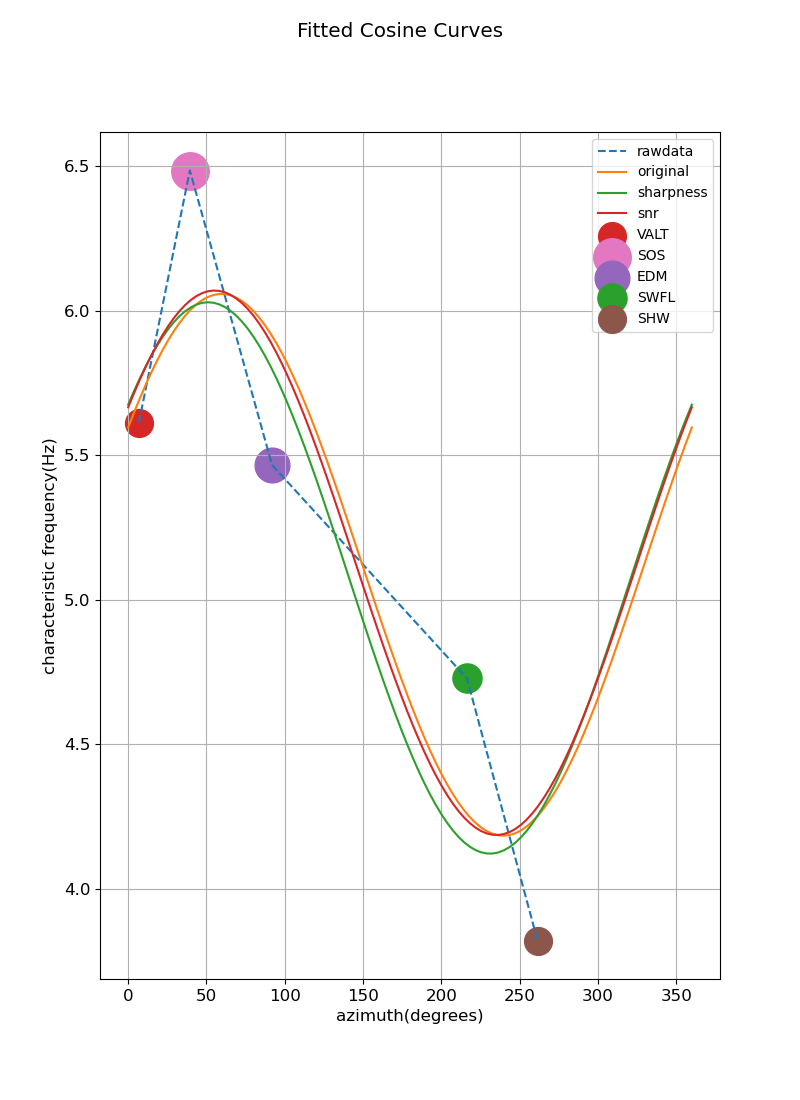 Fitted Cosine Curves
6.5
6.0
5.5
5.0
4.5
4.0
characteristic frequency(Hz)
rawdata
original
sharpness
snr
VALT
SOS
EDM
SWFL
SHW
0 50 100 150 200 250 300 350
azimuth(degrees)